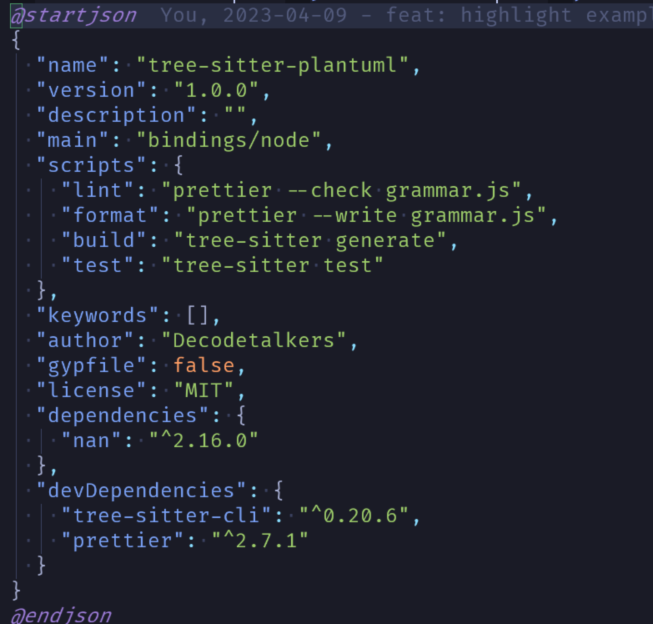 @startjson You, 2023-04-09 - feat: highlight examp
{
  "name": "tree-sitter-plantuml",
  "version": "1.0.0",
  "description": "",
  "main": "bindings/node",
  "scripts": {
    "lint": "prettier --check grammar.js",
    "format": "prettier --write grammar.js",
    "build": "tree-sitter generate",
    "test": "tree-sitter test"
  },
  "keywords": [],
  "author": "Decodetalkers",
  "gypfile": false,
  "license": "MIT",
  "dependencies": {
    "nan": "^2.16.0"
  },
  "devDependencies": {
    "tree-sitter-cli": "^0.20.6",
    "prettier": "^2.7.1"
  }
}
@endjson